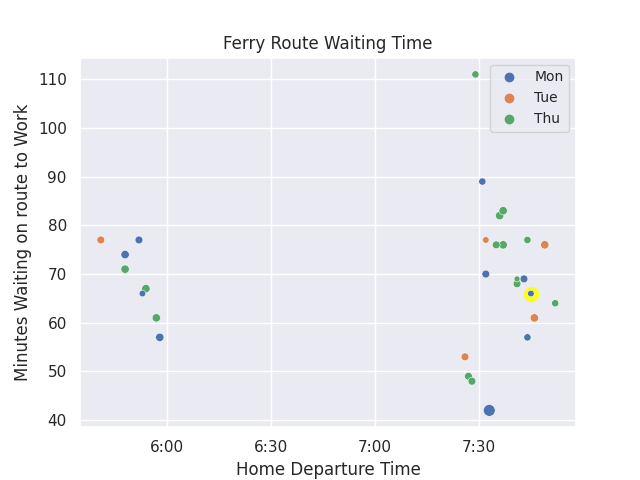 Ferry Route Waiting Time
Minutes Waiting on route to Work
110
100
90
80
70
60
50
40
Mon
Tue
Thu
6:00
6:30
7:00
7:30
Home Departure Time